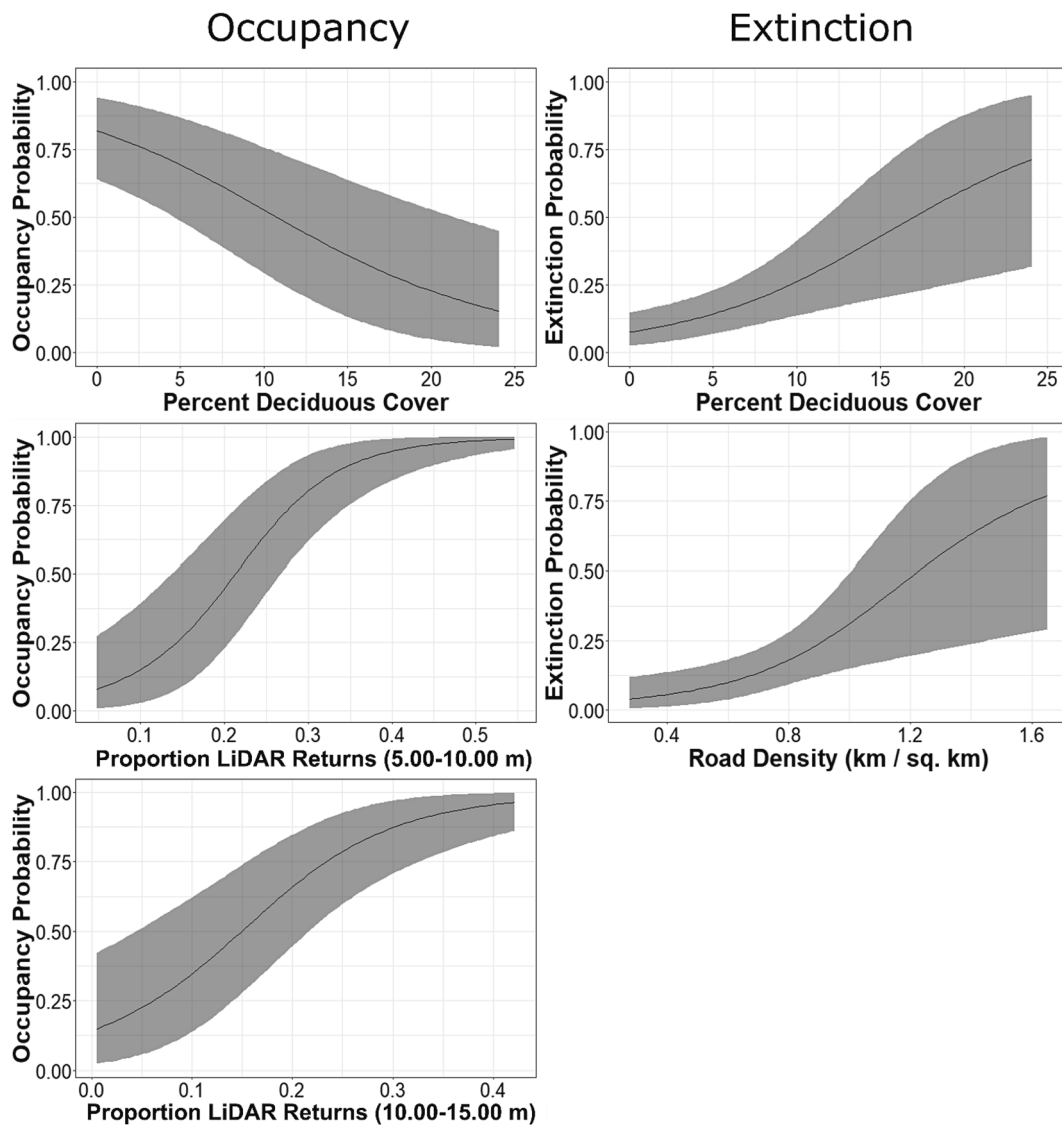 Occupancy
Extinction
Occupancy Probability
1.00
0.75
0.50
0.25
0.00
0 5 10 15 20 25
Percent Deciduous Cover
Extinction Probability
1.00
0.75
0.50
0.25
0.00
0 5 10 15 20 25
Percent Deciduous Cover
Occupancy Probability
1.00
0.75
0.50
0.25
0.00
0.1 0.2 0.3 0.4 0.5
Proportion LiDAR Returns (5.00-10.00 m)
Extinction Probability
1.00
0.75
0.50
0.25
0.00
0.4 0.8 1.2 1.6
Road Density (km / sq. km)
Occupancy Probability
1.00
0.75
0.50
0.25
0.00
0.0 0.1 0.2 0.3 0.4
Proportion LiDAR Returns (10.00-15.00 m)